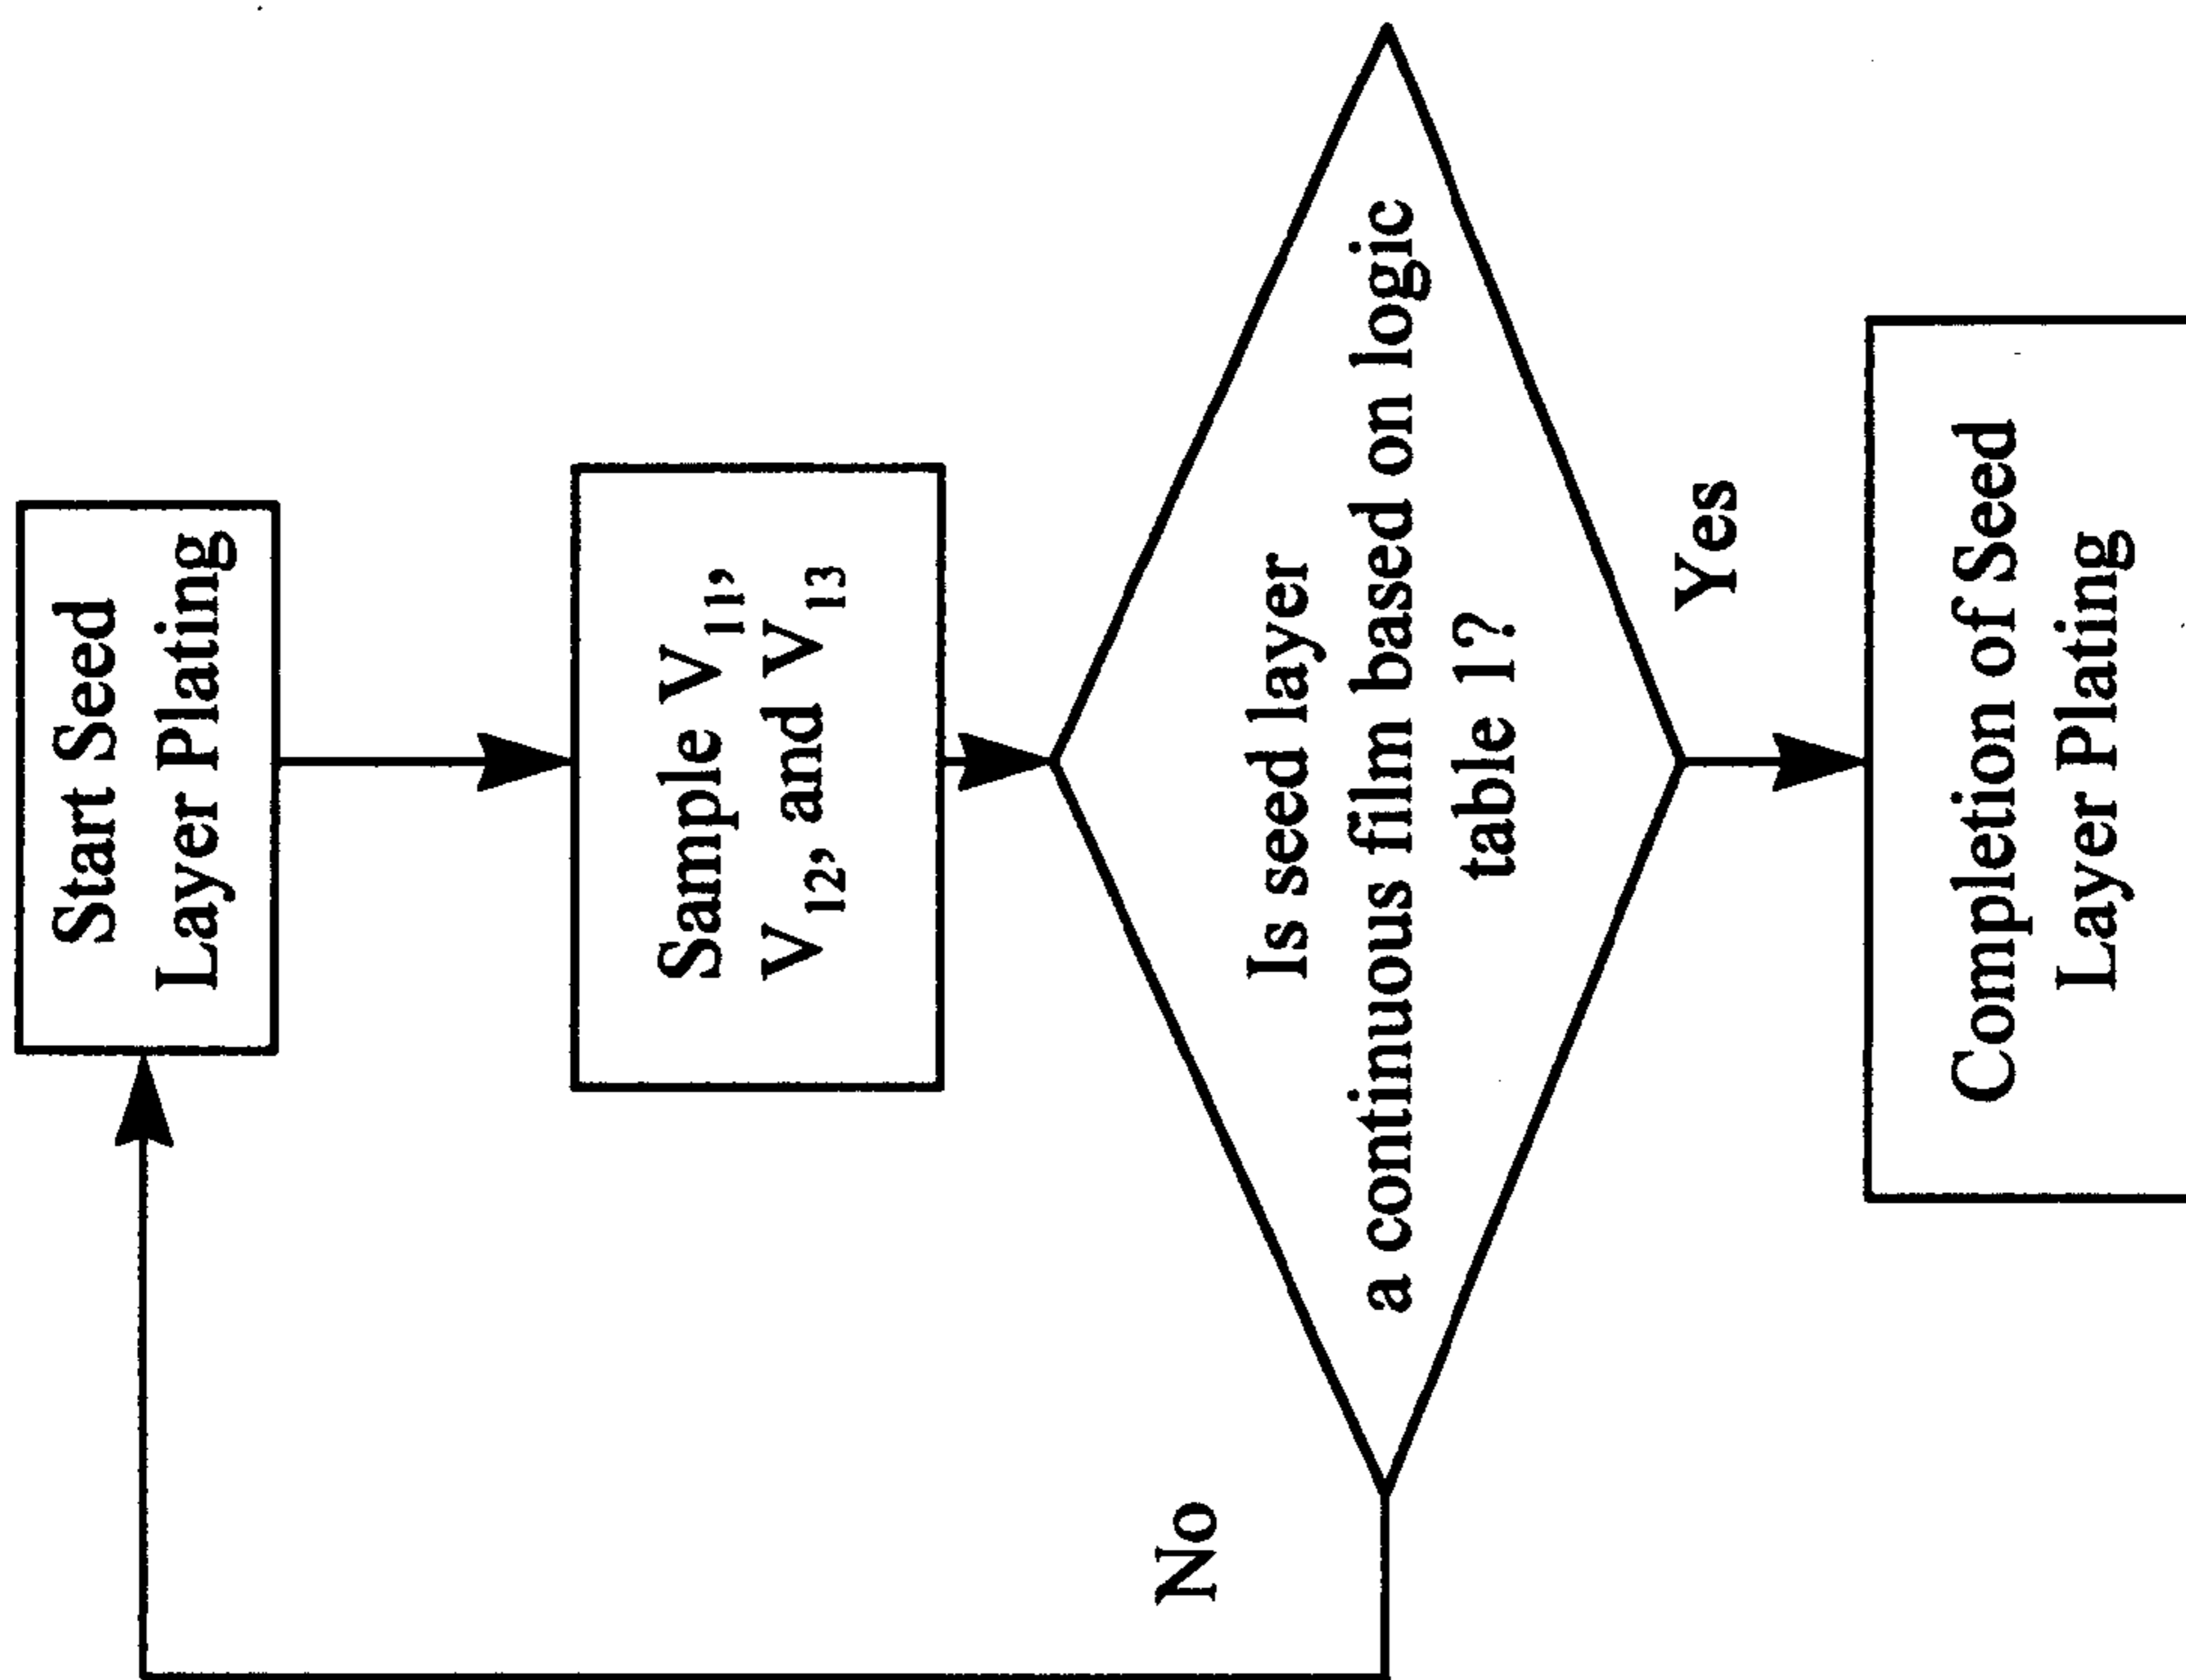 Start Seed
Layer Plating
Sample V11,
V12, and V13
Is seed layer
a continuous film based on logic
table 1?
No
Yes
Completion of Seed
Layer Plating